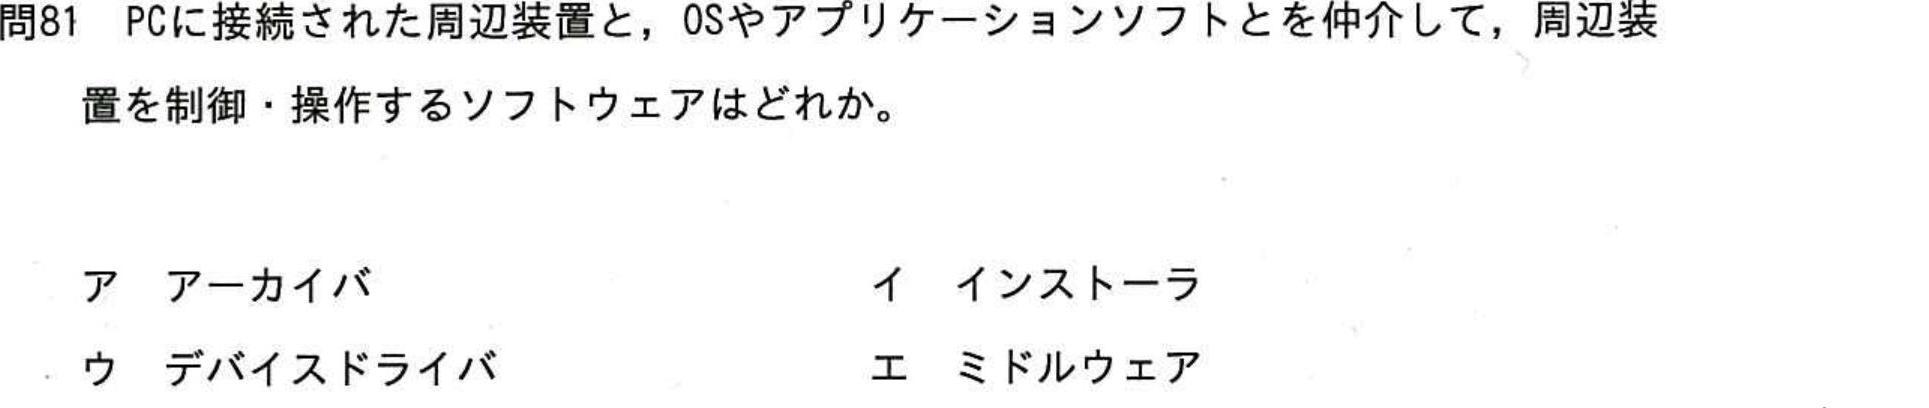 問81　PCに接続された周辺装置と，OSやアプリケーションソフトとを仲介して，周辺装
置を制御・操作するソフトウェアはどれか。
ア　アーカイバ　イ　インストーラ
ウ　デバイスドライバ　エ　ミドルウェア